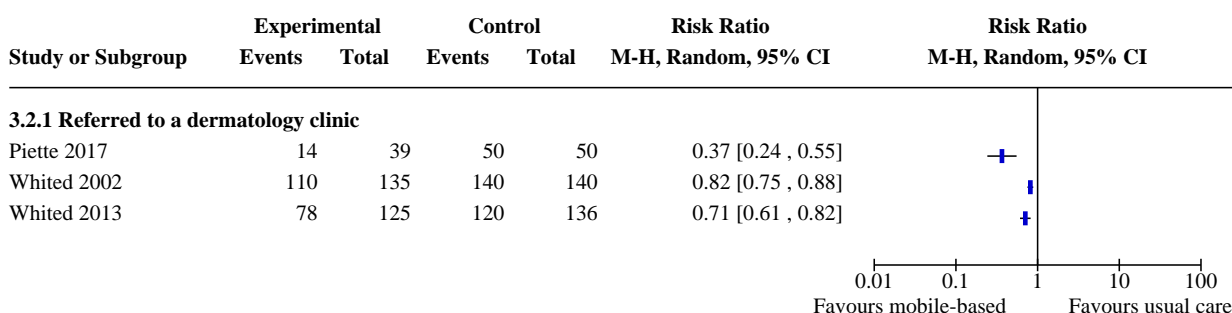 Experimental Control Risk Ratio Risk Ratio
Study or Subgroup Events Total Events Total M-H, Random, 95% CI M-H, Random, 95% CI
3.2.1 Referred to a dermatology clinic
Piette 2017 14 39 50 50 0.37 [0.24 , 0.55]
Whited 2002 110 135 140 140 0.82 [0.75 , 0.88]
Whited 2013 78 125 120 136 0.71 [0.61 , 0.82]
0.01 0.1 1 10 100
Favours mobile-based Favours usual care